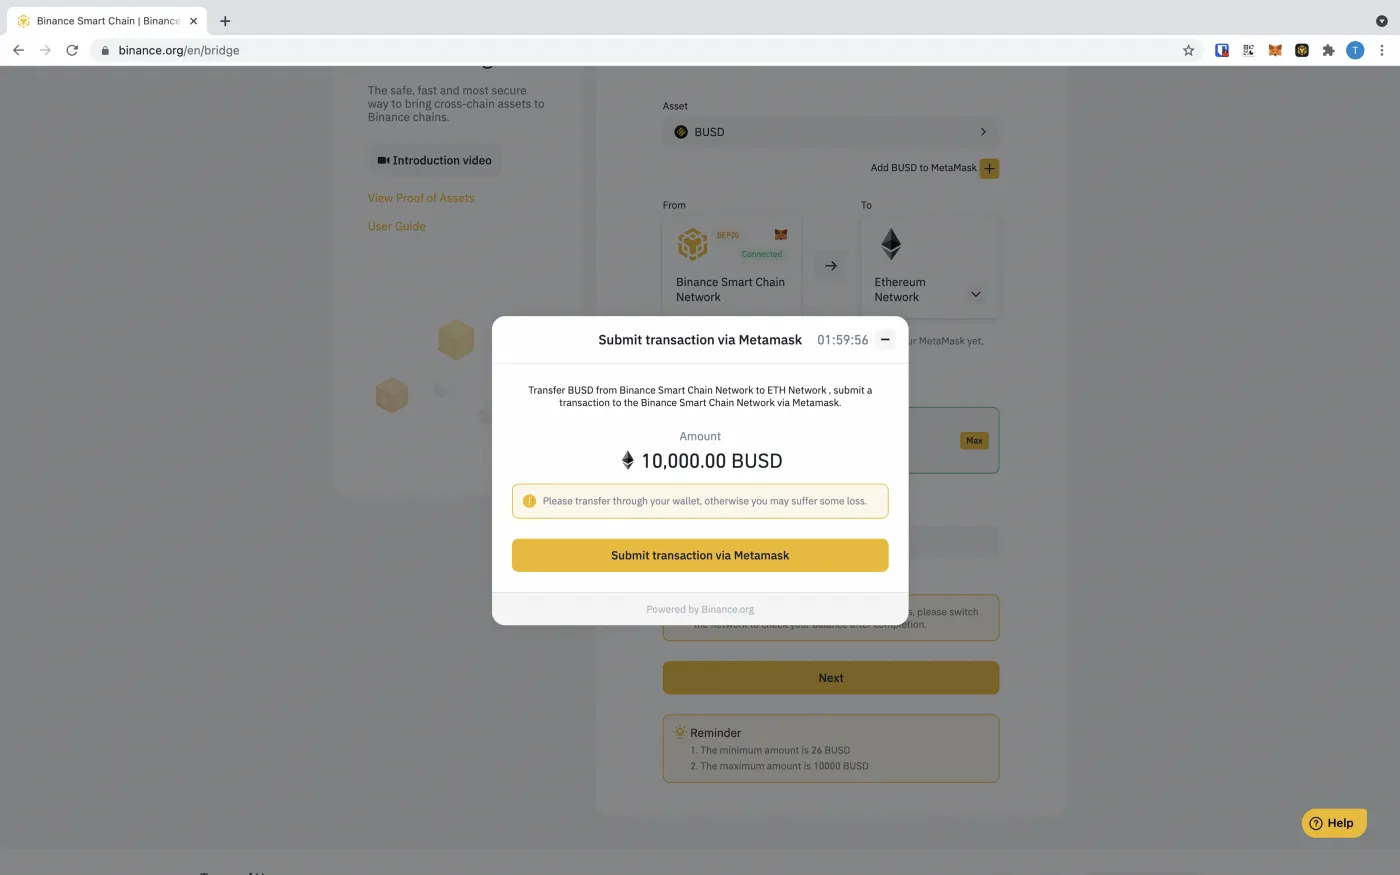 Binance Smart Chain | Binance
binance.org/en/bridge
T
The safe, fast and most secure
way to bring cross-chain assets to
Binance chains.
Introduction video
View Proof of Assets
User Guide
Asset
BUSD
Add BUSD to MetaMask
From
To
BEP20
Connected
Binance Smart Chain
Network
Ethereum
Network
ur MetaMask yet,
Max
Submit transaction via Metamask
01:59:56
Transfer BUSD from Binance Smart Chain Network to ETH Network , submit a
transaction to the Binance Smart Chain Network via Metamask.
Amount
10,000.00 BUSD
Please transfer through your wallet, otherwise you may suffer some loss.
Submit transaction via Metamask
Powered by Binance.org
s, please switch
the network to check your balance after completion.
Next
Reminder
1. The minimum amount is 26 BUSD
2. The maximum amount is 10000 BUSD
Help